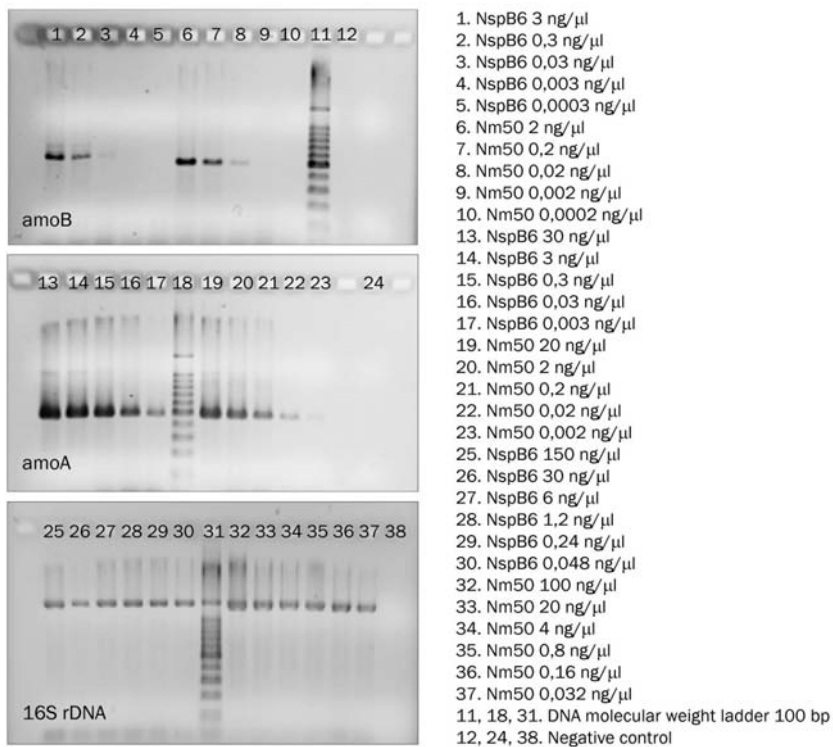 1 2 3 4 5 6 7 8 9 10 11 12
amoB
13 14 15 16 17 18 19 20 21 22 23 24
amoA
25 26 27 28 29 30 31 32 33 34 35 36 37 38
16S rDNA
1. NspB6 3 ng/µl
2. NspB6 0,3 ng/µl
3. NspB6 0,03 ng/µl
4. NspB6 0,003 ng/µl
5. NspB6 0,0003 ng/µl
6. Nm50 2 ng/µl
7. Nm50 0,2 ng/µl
8. Nm50 0,02 ng/µl
9. Nm50 0,002 ng/µl
10. Nm50 0,0002 ng/µl
13. NspB6 30 ng/µl
14. NspB6 3 ng/µl
15. NspB6 0,3 ng/µl
16. NspB6 0,03 ng/µl
17. NspB6 0,003 ng/µl
19. Nm50 20 ng/µl
20. Nm50 2 ng/µl
21. Nm50 0,2 ng/µl
22. Nm50 0,02 ng/µl
23. Nm50 0,002 ng/µl
25. NspB6 150 ng/µl
26. NspB6 30 ng/µl
27. NspB6 6 ng/µl
28. NspB6 1,2 ng/µl
29. NspB6 0,24 ng/µl
30. NspB6 0,048 ng/µl
32. Nm50 100 ng/µl
33. Nm50 20 ng/µl
34. Nm50 4 ng/µl
35. Nm50 0,8 ng/µl
36. Nm50 0,16 ng/µl
37. Nm50 0,032 ng/µl
11, 18, 31. DNA molecular weight ladder 100 bp
12, 24, 38. Negative control